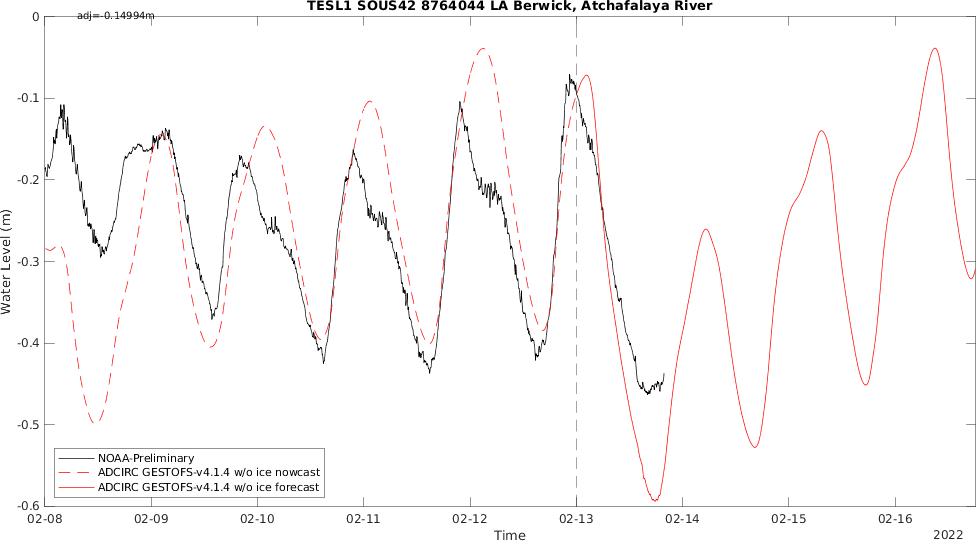 TESL1 SOUS42 8764044 LA Berwick, Atchafalaya River
adj=-0.14994m
0
-0.1
-0.2
-0.3
-0.4
-0.5
-0.6
Water Level (m)
NOAA-Preliminary
ADCIRC GESTOFS-v4.1.4 w/o ice nowcast
ADCIRC GESTOFS-v4.1.4 w/o ice forecast
02-08 02-09 02-10 02-11 02-12 02-13 02-14 02-15 02-16
Time
2022